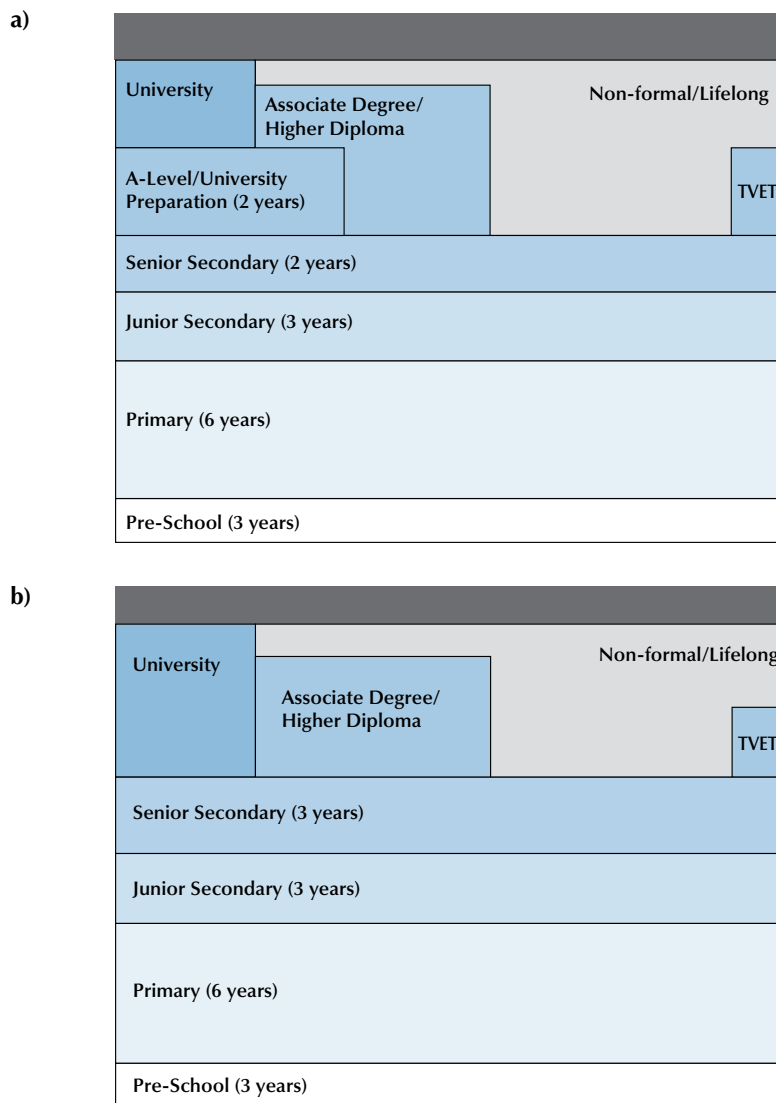 a)
University
Associate Degree/
Higher Diploma
Non-formal/Lifelong
A-Level/University
Preparation (2 years)
TVET
Senior Secondary (2 years)
Junior Secondary (3 years)
Primary (6 years)
Pre-School (3 years)
b)
University
Associate Degree/
Higher Diploma
Non-formal/Lifelong
TVET
Senior Secondary (3 years)
Junior Secondary (3 years)
Primary (6 years)
Pre-School (3 years)